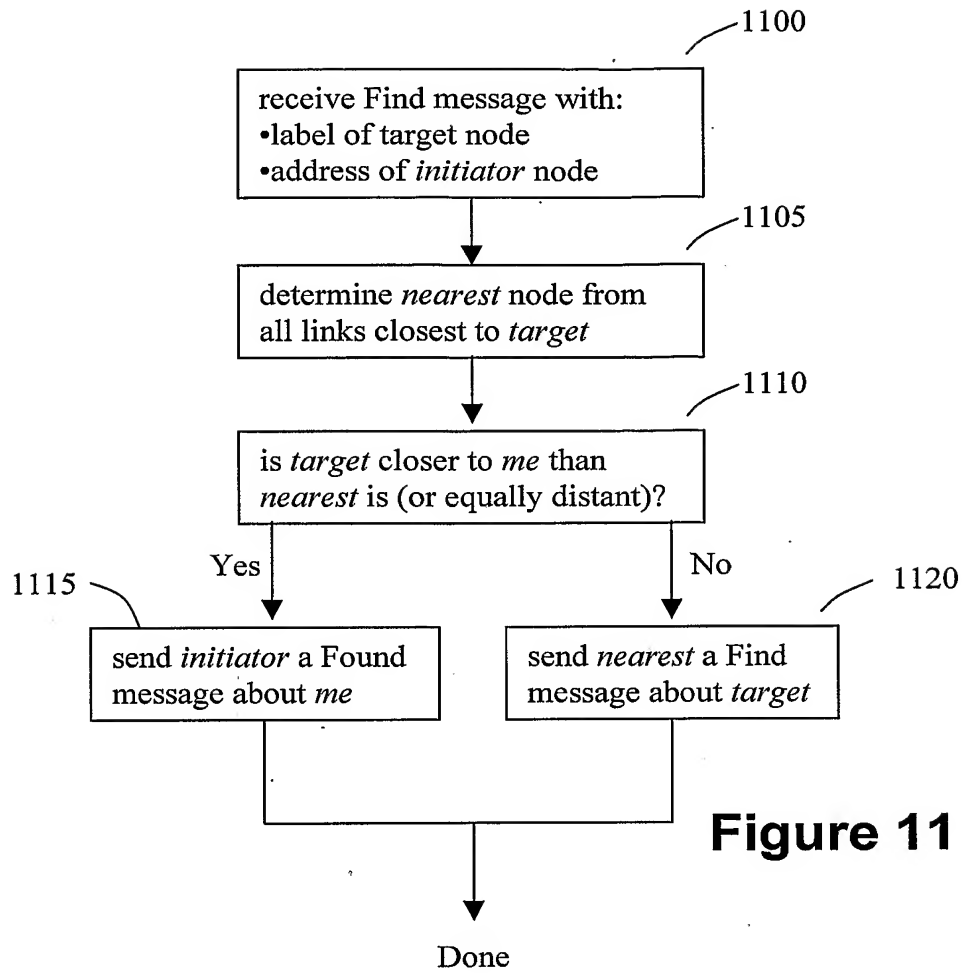 1100
receive Find message with:
•label of target node
•address of initiator node
1105
determine nearest node from
all links closest to target
1110
is target closer to me than
nearest is (or equally distant)?
Yes
No
1115
1120
send initiator a Found
message about me
send nearest a Find
message about target
Figure 11
Done